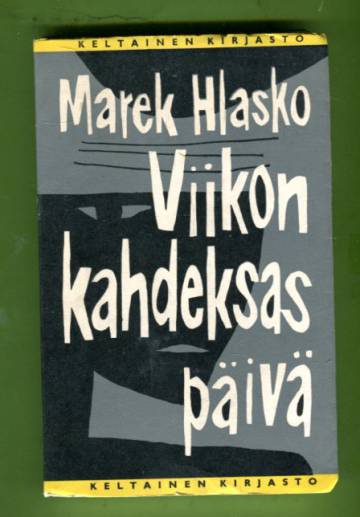 KELTAINEN KIRJASTO
Marek Hlasko
Viikon
kahdeksas
päivä
KELTAINEN KIRJASTO